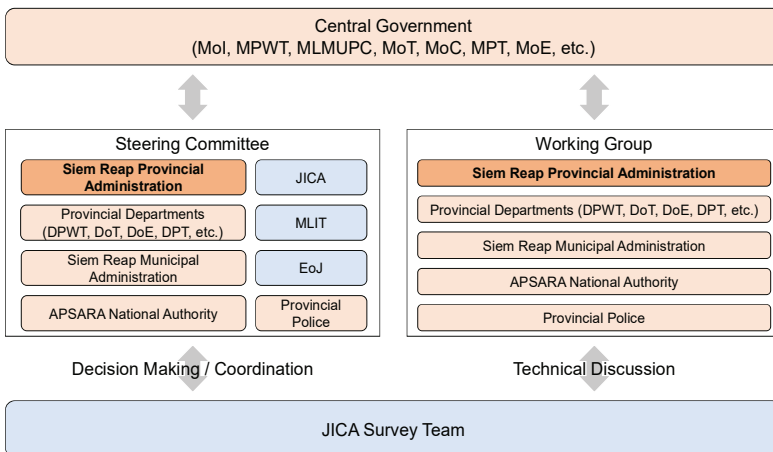 Central Government
(MoI, MPWT, MLMUPC, MoT, MoC, MPT, MoE, etc.)
Steering Committee
Siem Reap Provincial
Administration
JICA
Provincial Departments
(DPWT, DoT, DoE, DPT, etc.)
MLIT
Siem Reap Municipal
Administration
EoJ
APSARA National Authority
Provincial
Police
Working Group
Siem Reap Provincial Administration
Provincial Departments (DPWT, DoT, DoE, DPT, etc.)
Siem Reap Municipal Administration
APSARA National Authority
Provincial Police
Decision Making / Coordination
Technical Discussion
JICA Survey Team